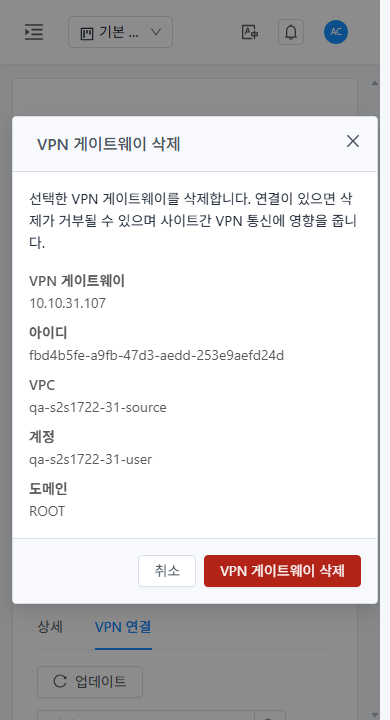 기본 ...
AC
VPN 게이트웨이 삭제
선택한 VPN 게이트웨이를 삭제합니다. 연결이 있으면 삭
제가 거부될 수 있으며 사이트간 VPN 통신에 영향을 줍니
다.
VPN 게이트웨이
10.10.31.107
아이디
fbd4b5fe-a9fb-47d3-aedd-253e9aefd24d
VPC
qa-s2s1722-31-source
계정
qa-s2s1722-31-user
도메인
ROOT
취소
VPN 게이트웨이 삭제
상세
VPN 연결
업데이트